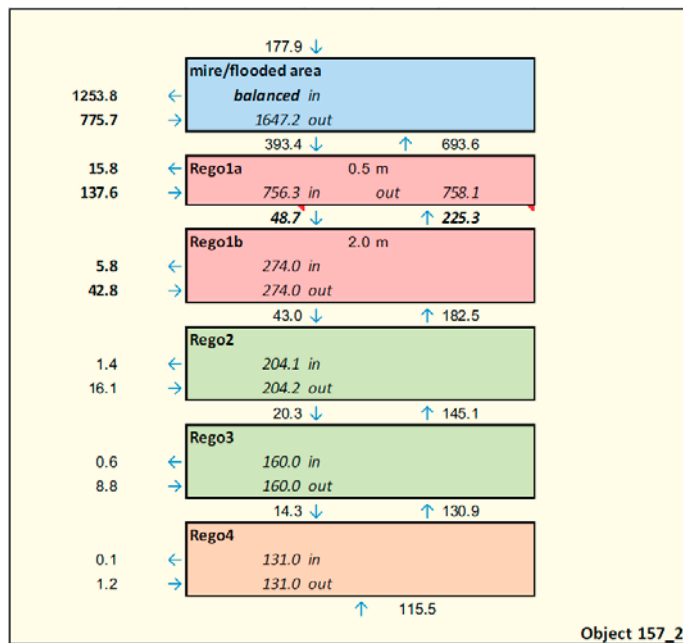 177.9 ↓
mire/flooded area
1253.8 ← balanced in
775.7 → 1647.2 out
393.4 ↓ ↑ 693.6
Rego1a 0.5 m
15.8 ←
137.6 → 756.3 in out 758.1
48.7 ↓ ↑ 225.3
Rego1b 2.0 m
5.8 ← 274.0 in
42.8 → 274.0 out
43.0 ↓ ↑ 182.5
Rego2
1.4 ← 204.1 in
16.1 → 204.2 out
20.3 ↓ ↑ 145.1
Rego3
0.6 ← 160.0 in
8.8 → 160.0 out
14.3 ↓ ↑ 130.9
Rego4
0.1 ← 131.0 in
1.2 → 131.0 out
↑ 115.5
Object 157_2